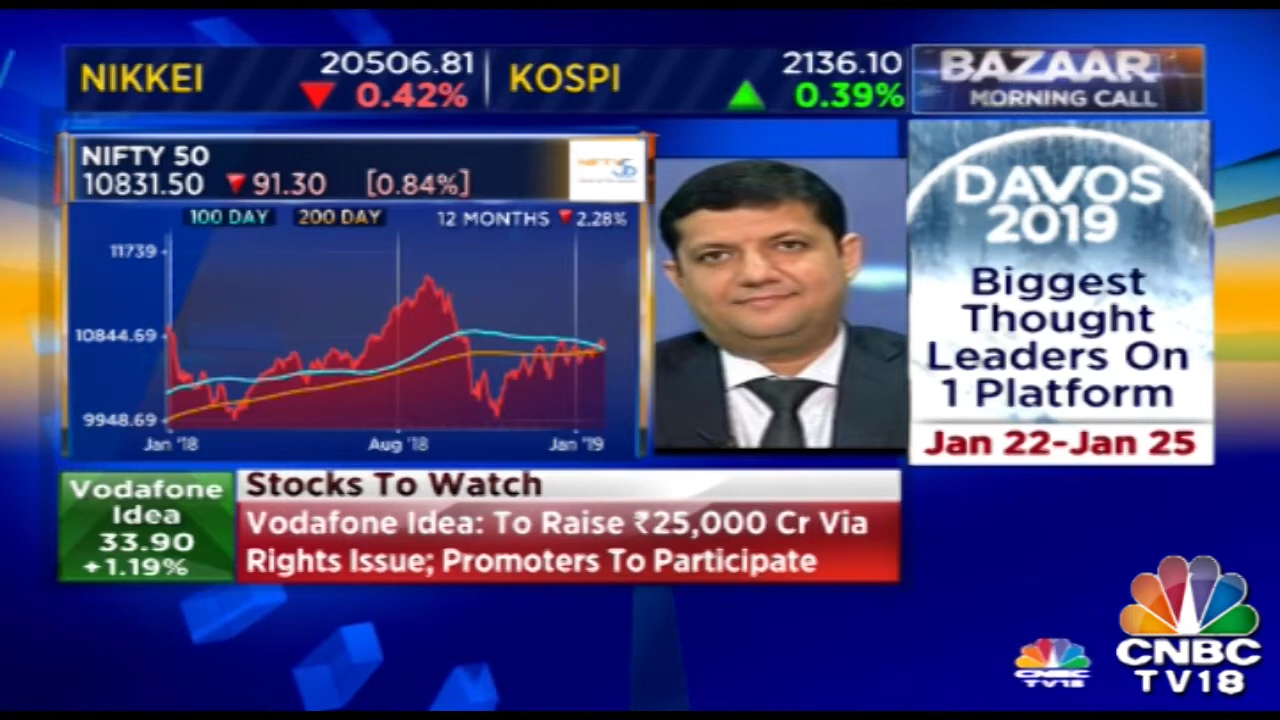 NIKKEI
20506.81
▼ 0.42%
KOSPI
2136.10
▲ 0.39%
BAZAAR
MORNING CALL
NIFTY 50
10831.50 ▼ 91.30 [0.84%]
NIFTY
100 DAY 200 DAY 12 MONTHS ▼ 2.28%
11739
10844.69
9948.69
Jan '18 Aug '18 Jan '19
DAVOS
2019
Biggest
Thought
Leaders On
1 Platform
Jan 22-Jan 25
Vodafone
Idea
33.90
+1.19%
Stocks To Watch
Vodafone Idea: To Raise ₹25,000 Cr Via
Rights Issue; Promoters To Participate
CNBC
TV18
CNBC
TV18